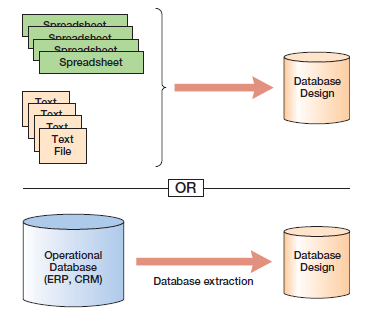 Spreadsheet
Spreadsheet
Spreadsheet
Spreadsheet
Database
Design
Text
Text
Text
Text
File
OR
Operational
Database
(ERP, CRM)
Database extraction
Database
Design